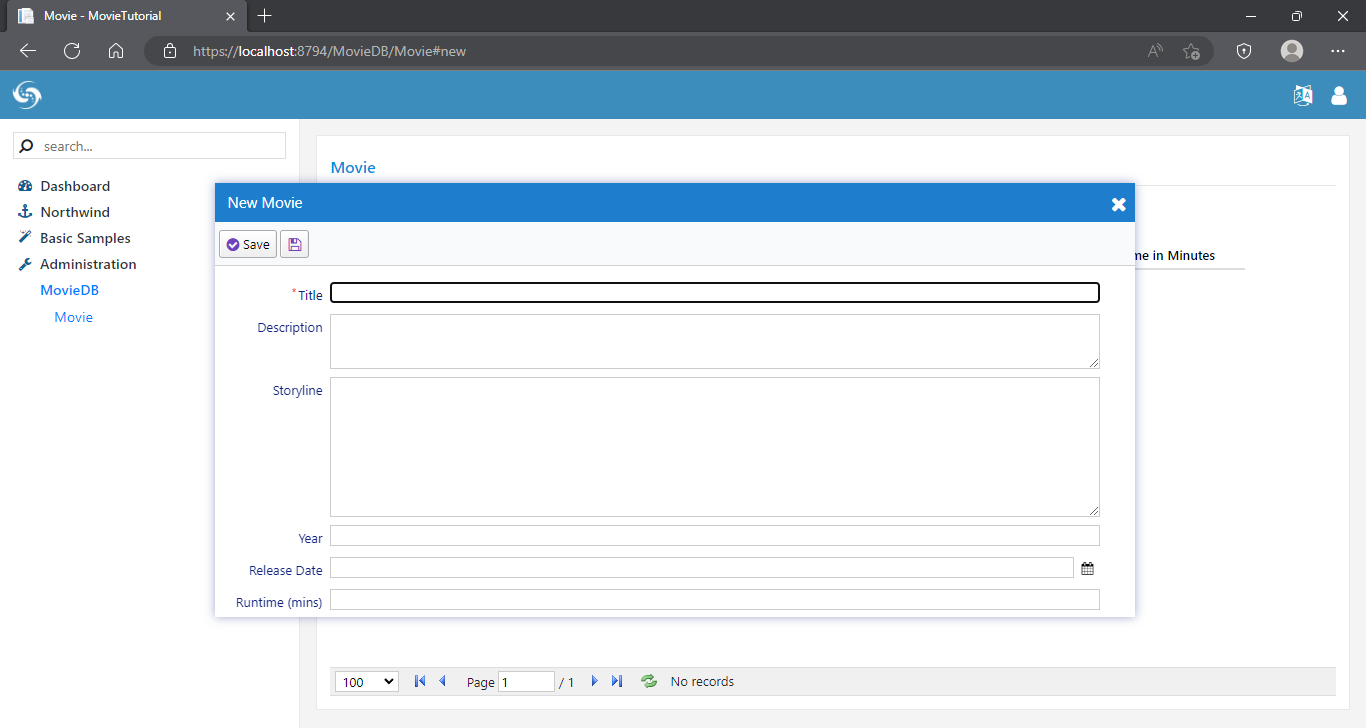 Movie - MovieTutorial
https://localhost:8794/MovieDB/Movie#new
search...
Dashboard
Northwind
Basic Samples
Administration
MovieDB
Movie
Movie
New Movie
Save
me in Minutes
*Title
Description
Storyline
Year
Release Date
Runtime (mins)
100 Page 1 / 1 No records